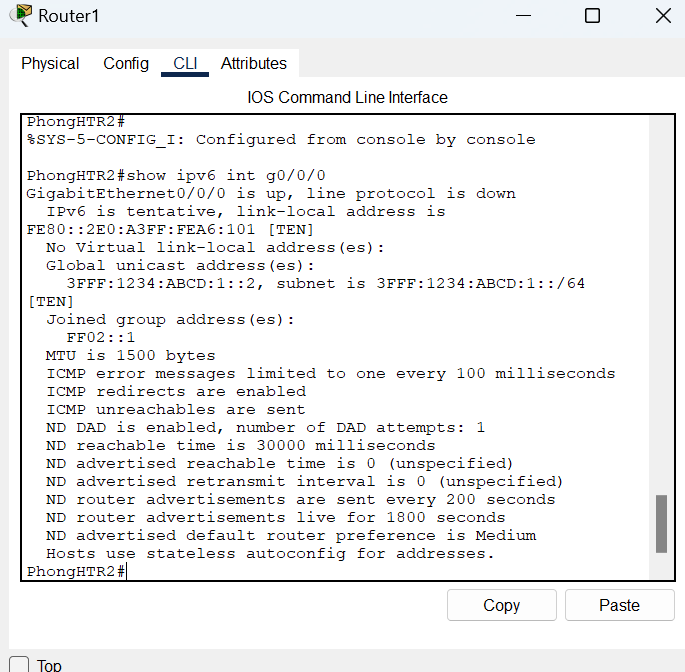 Router1
Physical Config CLI Attributes
IOS Command Line Interface
PhongHTR2#
%SYS-5-CONFIG_I: Configured from console by console
PhongHTR2#show ipv6 int g0/0/0
GigabitEthernet0/0/0 is up, line protocol is down
IPv6 is tentative, link-local address is
FE80::2E0:A3FF:FEA6:101 [TEN]
No Virtual link-local address(es):
Global unicast address(es):
3FFF:1234:ABCD:1::2, subnet is 3FFF:1234:ABCD:1::/64
[TEN]
Joined group address(es):
FF02::1
MTU is 1500 bytes
ICMP error messages limited to one every 100 milliseconds
ICMP redirects are enabled
ICMP unreachables are sent
ND DAD is enabled, number of DAD attempts: 1
ND reachable time is 30000 milliseconds
ND advertised reachable time is 0 (unspecified)
ND advertised retransmit interval is 0 (unspecified)
ND router advertisements are sent every 200 seconds
ND router advertisements live for 1800 seconds
ND advertised default router preference is Medium
Hosts use stateless autoconfig for addresses.
PhongHTR2#
Copy Paste
Top